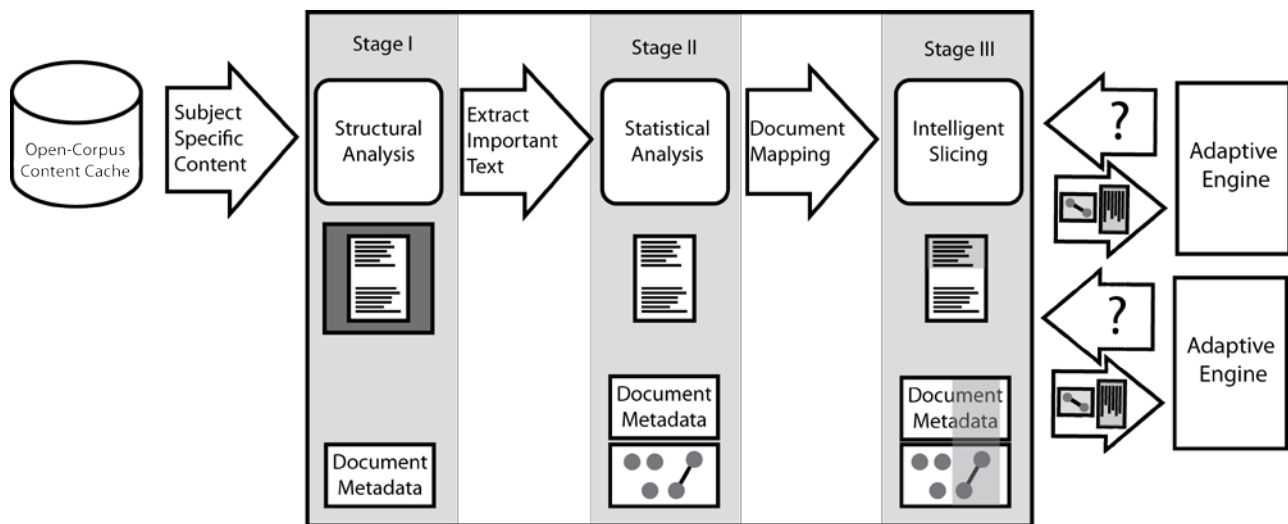 Stage I
Stage II
Stage III
Open-Corpus
Content Cache
Subject
Specific
Content
Structural
Analysis
Extract
Important
Text
Statistical
Analysis
Document
Mapping
Intelligent
Slicing
?
Adaptive
Engine
?
Adaptive
Engine
Document
Metadata
Document
Metadata
Document
Metadata